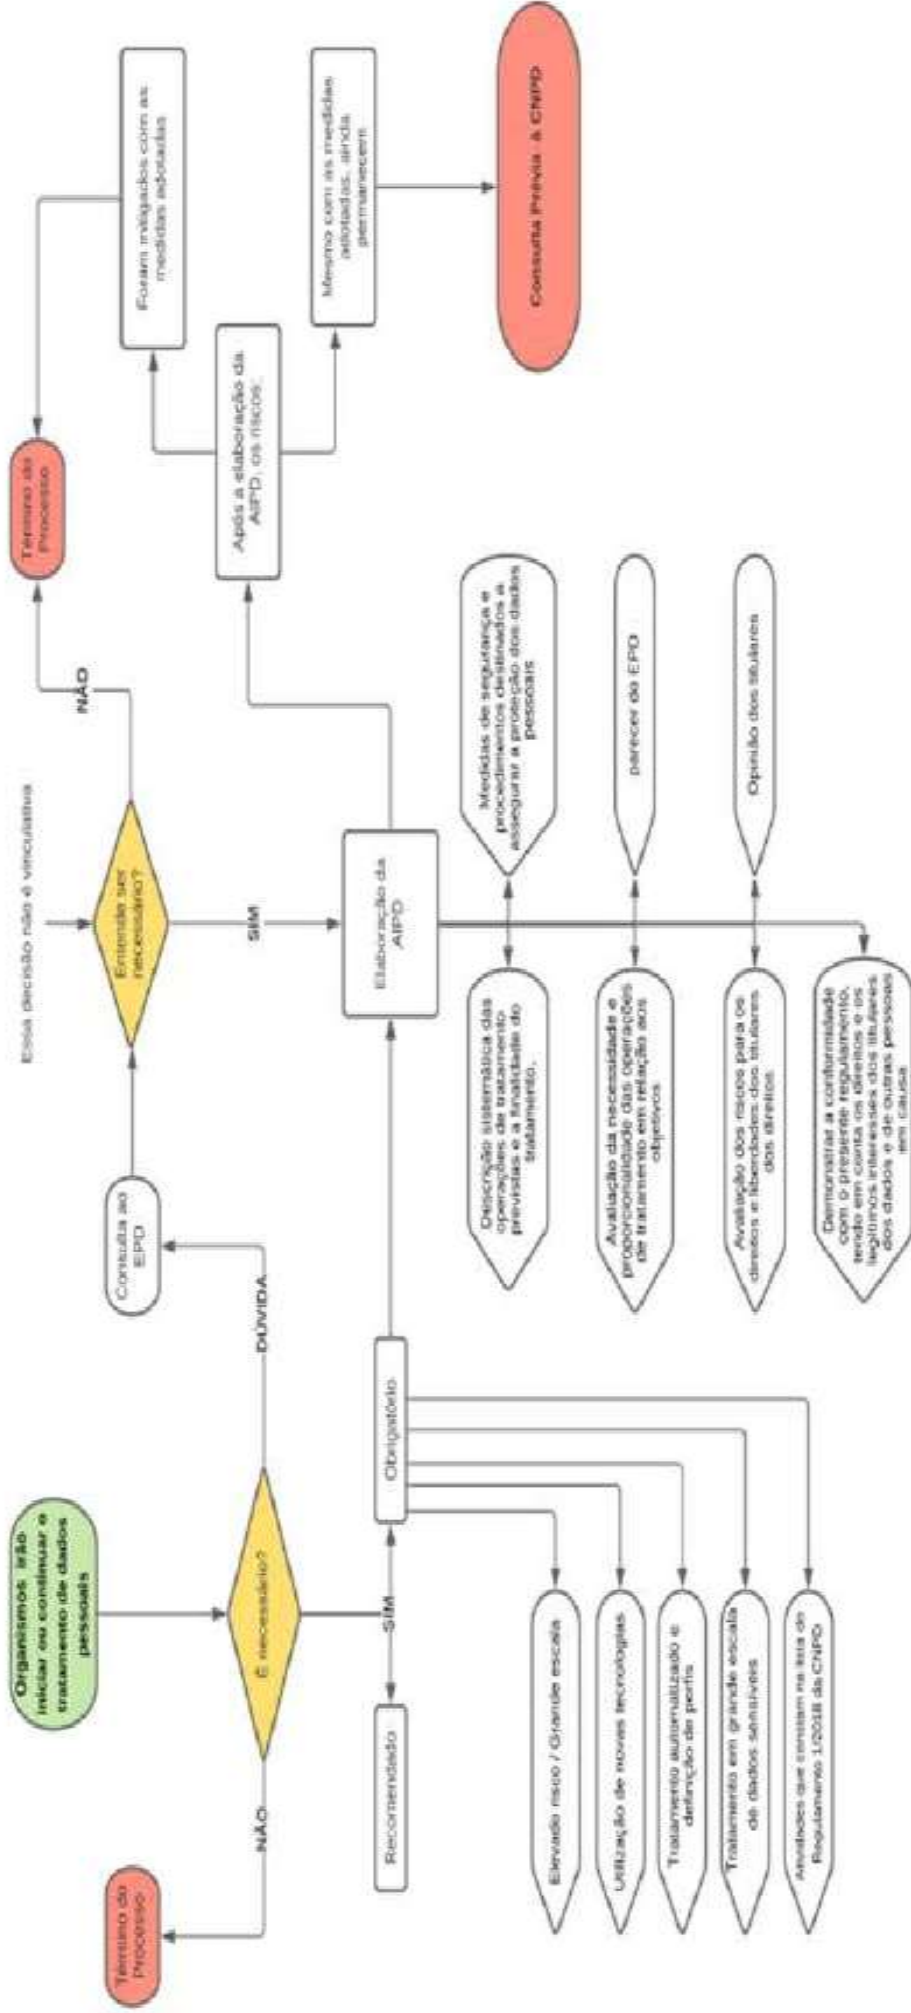 Organismos irão
iniciar ou continuar o
tratamento de dados
pessoais
É necessário?
NÃO
Término do
Processo
DÚVIDA
Consulta ao
EPD
Essa decisão não é vinculativa
Entende ser
necessário?
NÃO
Término do
Processo
SIM
SIM
Recomendado
Obrigatório
Elevado risco / Grande escala
Utilização de novas tecnologias
Tratamento automatizado e
definição de perfis
Tratamento em grande escala
de dados sensíveis
Atividades que constam na lista do
Regulamento 1/2018 da CNPD
Elaboração da
AIPD
Descrição sistemática das
operações de tratamento
previstas e a finalidade do
tratamento.
Avaliação da necessidade e
proporcionalidade das operações
de tratamento em relação aos
objetivos
Avaliação dos riscos para os
direitos e liberdades dos titulares
dos direitos.
Demonstrar a conformidade
com o presente regulamento,
tendo em conta os direitos e os
legítimos interesses dos titulares
dos dados e de outras pessoas
em causa
Medidas de segurança e
procedimentos destinados a
assegurar a proteção dos dados
pessoais
parecer do EPD
Opinião dos titulares
Após a elaboração da
AIPD, os riscos:
Foram mitigados com as
medidas adotadas
Mesmo com as medidas
adotadas, ainda
permanecem
Consulta Prévia à CNPD